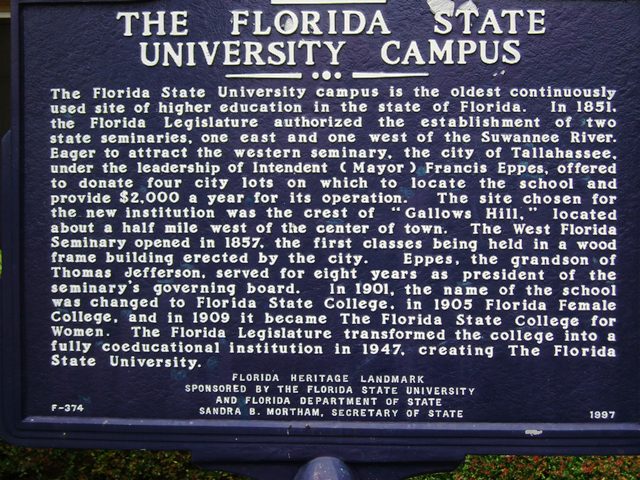 THE FLORIDA STATE
UNIVERSITY CAMPUS
The Florida State University campus is the oldest continuously
used site of higher education in the state of Florida. In 1851,
the Florida Legislature authorized the establishment of two
state seminaries, one east and one west of the Suwannee River.
Eager to attract the western seminary, the city of Tallahassee,
under the leadership of Intendent (Mayor) Francis Eppes, offered
to donate four city lots on which to locate the school and
provide $2,000 a year for its operation. The site chosen for
the new institution was the crest of "Gallows Hill," located
about a half mile west of the center of town. The West Florida
Seminary opened in 1857, the first classes being held in a wood
frame building erected by the city. Eppes, the grandson of
Thomas Jefferson, served for eight years as president of the
seminary's governing board. In 1901, the name of the school
was changed to Florida State College, in 1905 Florida Female
College, and in 1909 it became The Florida State College for
Women. The Florida Legislature transformed the college into a
fully coeducational institution in 1947, creating The Florida
State University.
FLORIDA HERITAGE LANDMARK
SPONSORED BY THE FLORIDA STATE UNIVERSITY
AND FLORIDA DEPARTMENT OF STATE
F-374 SANDRA B. MORTHAM, SECRETARY OF STATE 1997